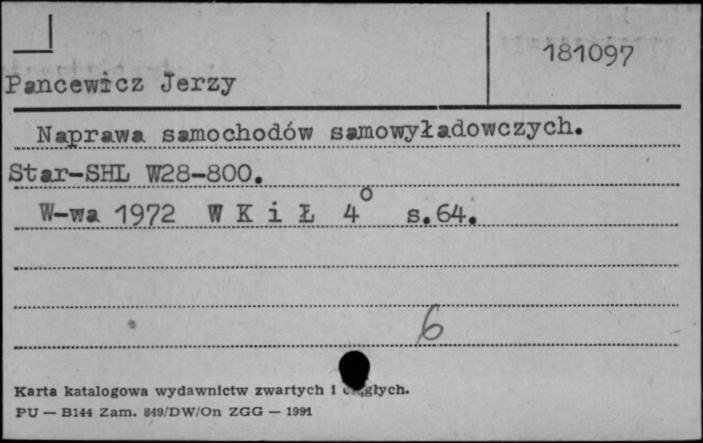 181097
Pancewicz Jerzy
Naprawa samochodów samowyładowczych.
Star-SHL W28-800.
W-wa 1972 W K i Ł 4° s.64.
6
Karta katalogowa wydawnictw zwartych i ciągłych.
PU — B144 Zam. 849/DW/On ZGG — 1991